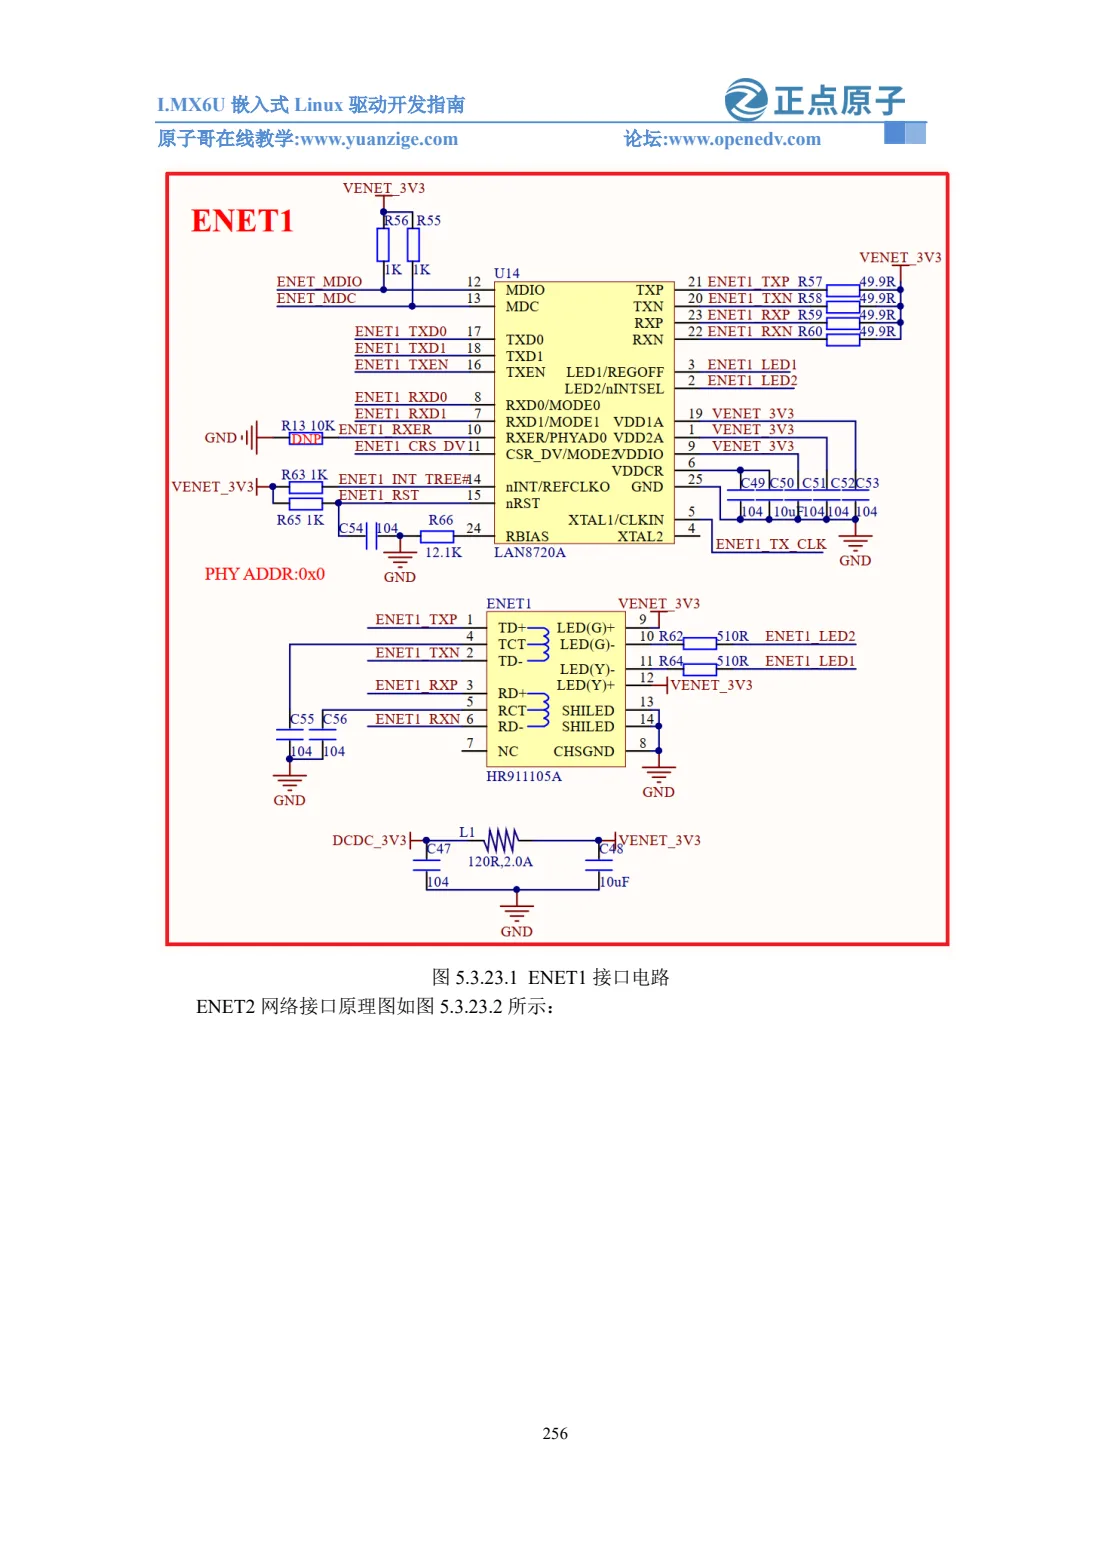 I.MX6U 嵌入式 Linux 驱动开发指南
正点原子
原子哥在线教学:www.yuanzige.com 论坛:www.openedv.com
ENET1
VENET_3V3
R56 R55
1K 1K
VENET_3V3
U14
ENET_MDIO 12 MDIO TXP 21 ENET1_TXP R57 49.9R
ENET_MDC 13 MDC TXN 20 ENET1_TXN R58 49.9R
RXP 23 ENET1_RXP R59 49.9R
ENET1_TXD0 17 TXD0 RXN 22 ENET1_RXN R60 49.9R
ENET1_TXD1 18 TXD1
ENET1_TXEN 16 TXEN LED1/REGOFF 3 ENET1_LED1
LED2/nINTSEL 2 ENET1_LED2
ENET1_RXD0 8 RXD0/MODE0
ENET1_RXD1 7 RXD1/MODE1 VDD1A 19 VENET_3V3
GND R13 10K DNP ENET1_RXER 10 RXER/PHYAD0 VDD2A 1 VENET_3V3
ENET1_CRS_DV 11 CSR_DV/MODE2 VDDIO 9 VENET_3V3
VDDCR 6
VENET_3V3 R63 1K ENET1_INT_TREE# 14 nINT/REFCLKO GND 25
C49 C50 C51 C52 C53
R65 1K ENET1_RST 15 nRST
104 10uF 104 104 104
XTAL1/CLKIN 5 ENET1_TX_CLK
C54 104 R66 12.1K 24 RBIAS XTAL2 4
LAN8720A
GND
GND
PHY ADDR:0x0
ENET1
VENET_3V3
ENET1_TXP 1 TD+ LED(G)+ 9
4 TCT LED(G)- 10 R62 510R ENET1_LED2
ENET1_TXN 2 TD-
LED(Y)- 11 R64 510R ENET1_LED1
ENET1_RXP 3 RD+ LED(Y)+ 12 VENET_3V3
5 RCT SHILED 13
ENET1_RXN 6 RD- SHILED 14
7 NC CHSGND 8
C55 C56
104 104
HR911105A
GND
GND
DCDC_3V3 L1 VENET_3V3
C47 120R,2.0A C48
104 10uF
GND
图 5.3.23.1 ENET1 接口电路
ENET2 网络接口原理图如图 5.3.23.2 所示：
256